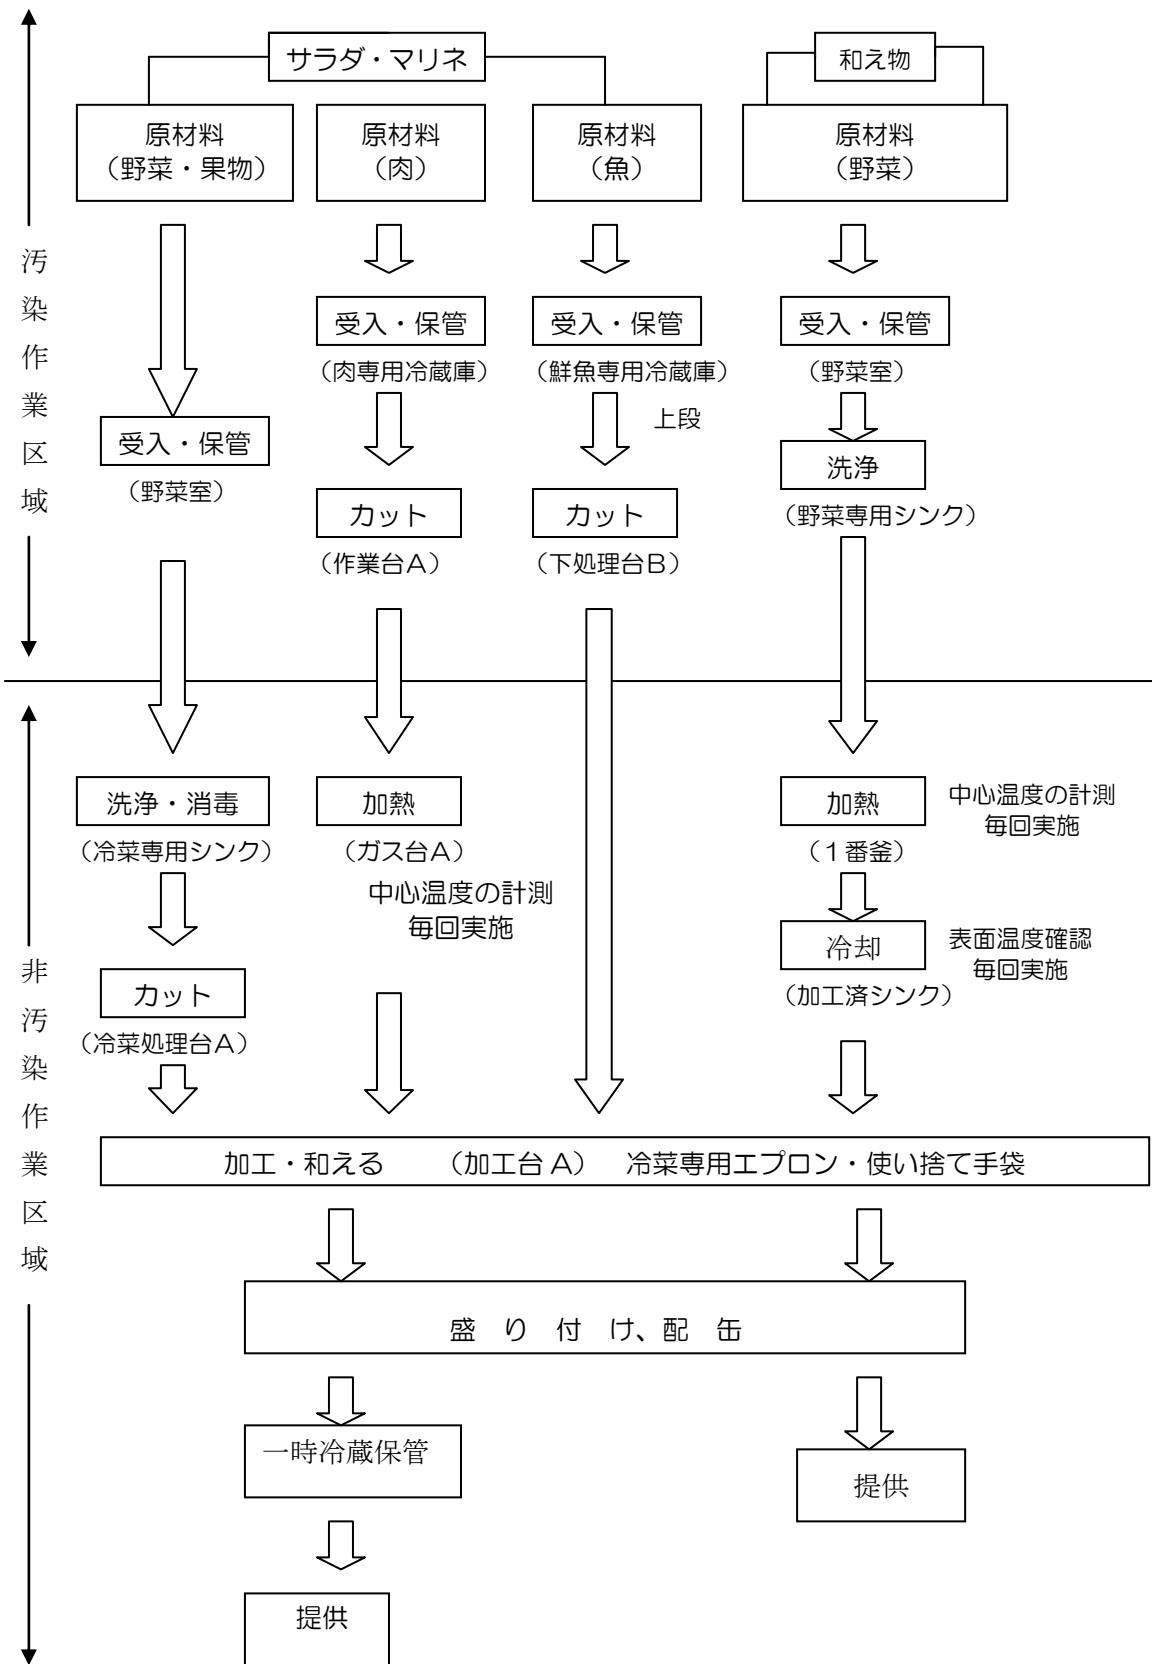 サラダ・マリネ
和え物
原材料
(野菜・果物)
原材料
(肉)
原材料
(魚)
原材料
(野菜)
汚染作業区域
受入・保管
(肉専用冷蔵庫)
受入・保管
(鮮魚専用冷蔵庫)
上段
受入・保管
(野菜室)
受入・保管
(野菜室)
洗浄
(野菜専用シンク)
カット
(作業台A)
カット
(下処理台B)
非汚染作業区域
洗浄・消毒
(冷菜専用シンク)
加熱
(ガス台A)
中心温度の計測
毎回実施
加熱
(1番釜)
中心温度の計測
毎回実施
冷却
(加工済シンク)
表面温度確認
毎回実施
カット
(冷菜処理台A)
加工・和える (加工台 A) 冷菜専用エプロン・使い捨て手袋
盛 り 付 け、配 缶
一時冷蔵保管
提供
提供